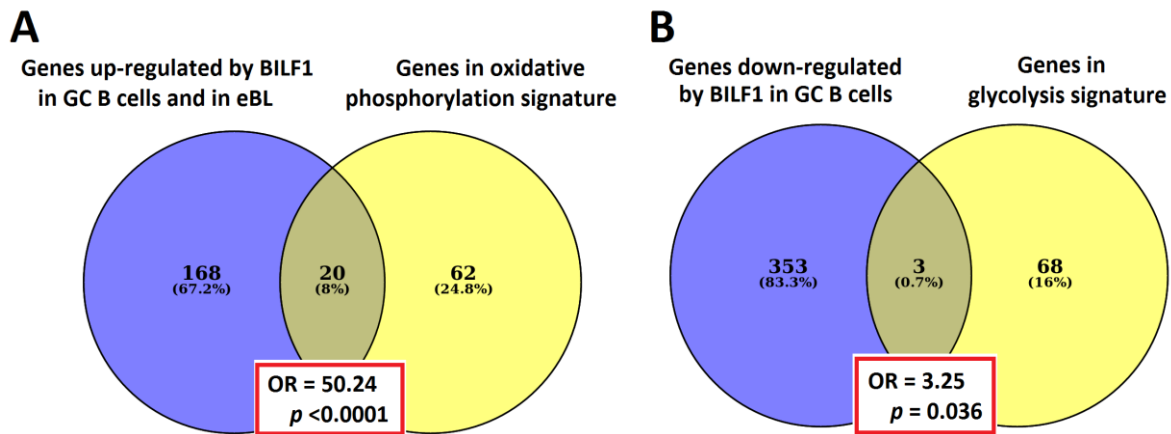 A
Genes up-regulated by BILF1
in GC B cells and in eBL
Genes in oxidative
phosphorylation signature
168
(67.2%)
20
(8%)
62
(24.8%)
OR = 50.24
p <0.0001
B
Genes down-regulated
by BILF1 in GC B cells
Genes in
glycolysis signature
353
(83.3%)
3
(0.7%)
68
(16%)
OR = 3.25
p = 0.036